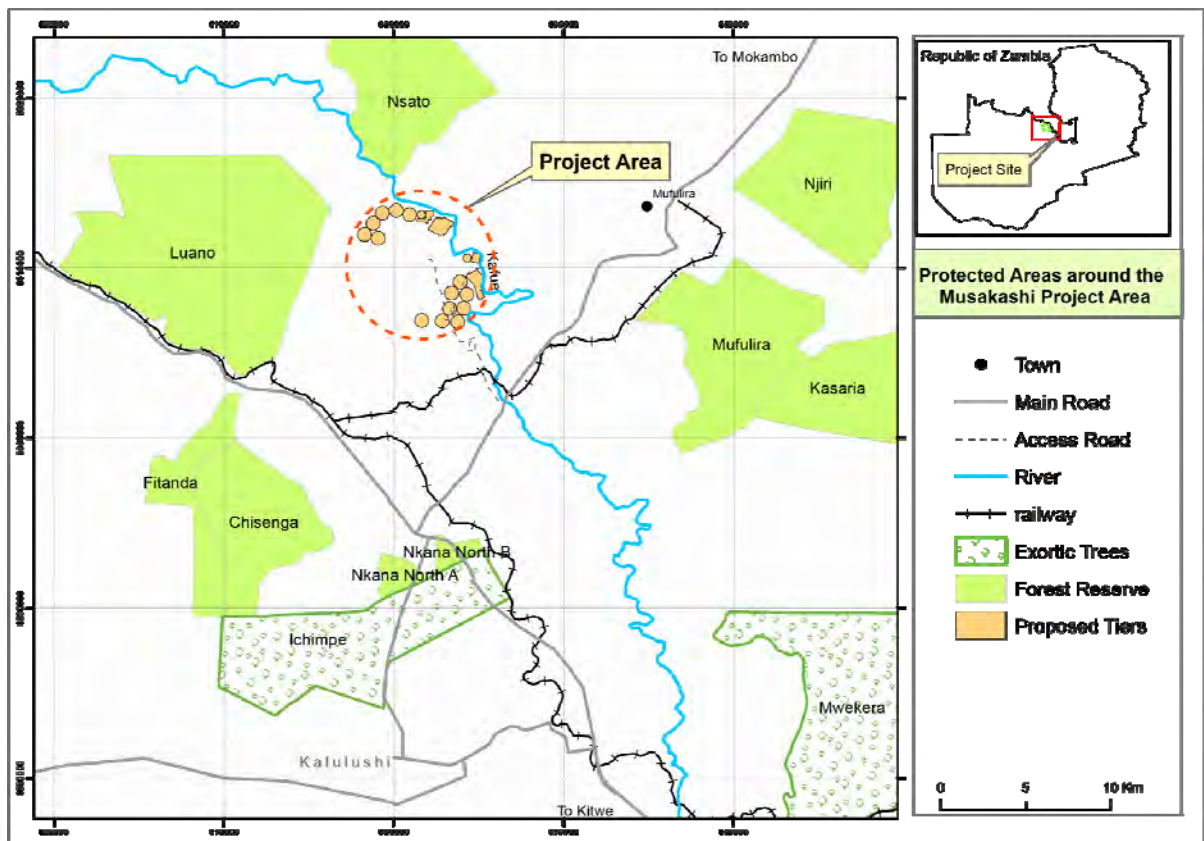 To Mokambo
Nsato
Project Area
Njiri
Mufulira
Luano
Kafue
Mufulira
Kasaria
Fitanda
Chisenga
Nkana North B
Nkana North A
Ichimpe
Mwekera
Kalulushi
To Kitwe
Republic of Zambia
Project Site
Protected Areas around the
Musakashi Project Area
Town
Main Road
Access Road
River
railway
Exortic Trees
Forest Reserve
Proposed Tiers
0 5 10 Km